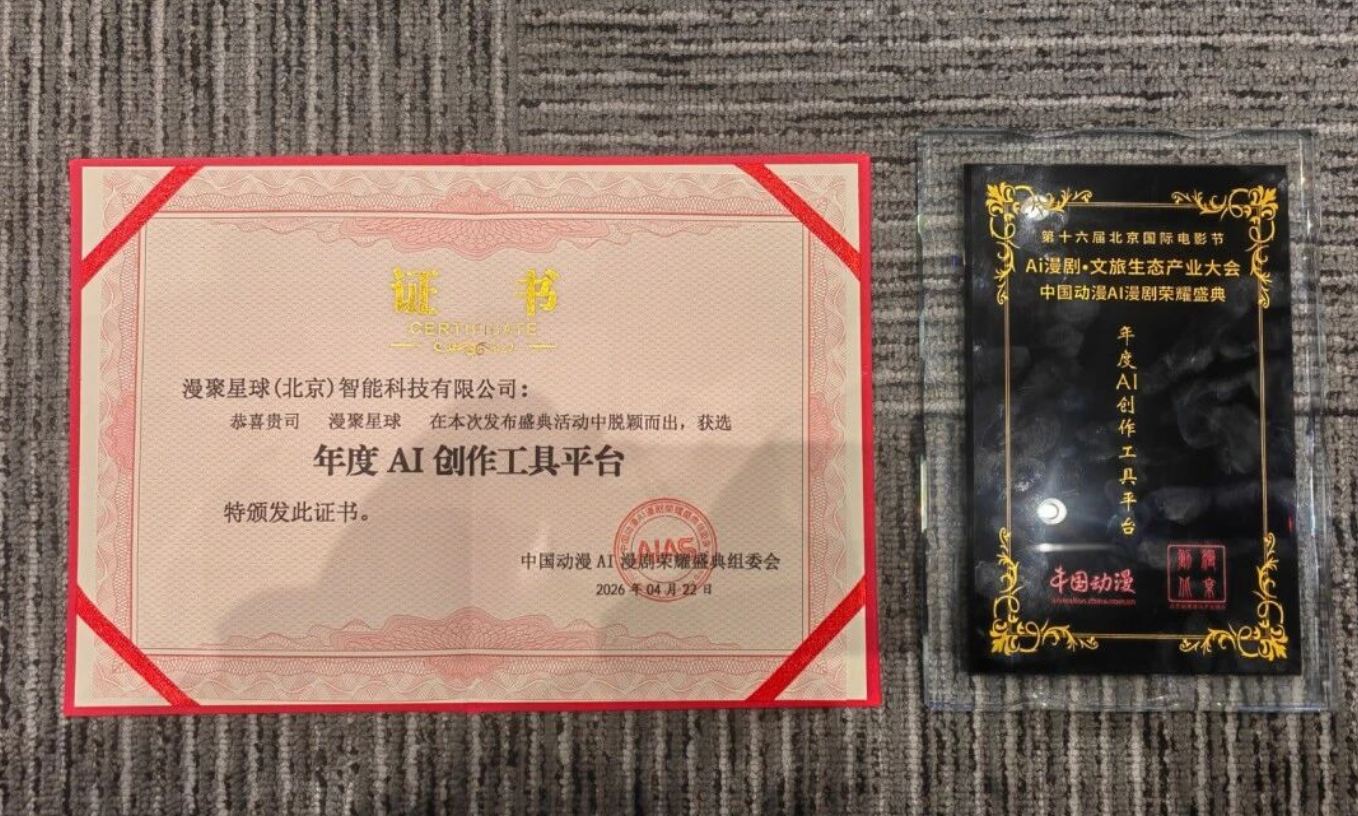 证 书
CERTIFICATE
漫聚星球(北京)智能科技有限公司：
恭喜贵司 漫聚星球 在本次发布盛典活动中脱颖而出，获选
年度 AI 创作工具平台
特颁发此证书。
AIAS
中国动漫 AI 漫剧荣耀盛典组委会
2026 年 04 月 22 日
第十六届北京国际电影节
Ai漫剧•文旅生态产业大会
中国动漫AI漫剧荣耀盛典
年度AI创作工具平台
中国动漫